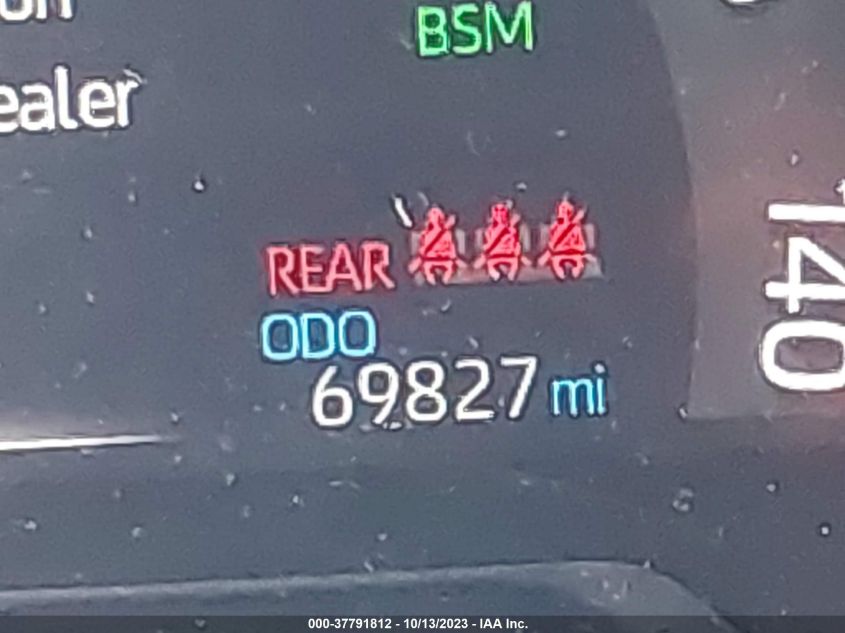 BSM
ealer
REAR
ODO
69827 mi
140
000-37791812 - 10/13/2023 - IAA Inc.